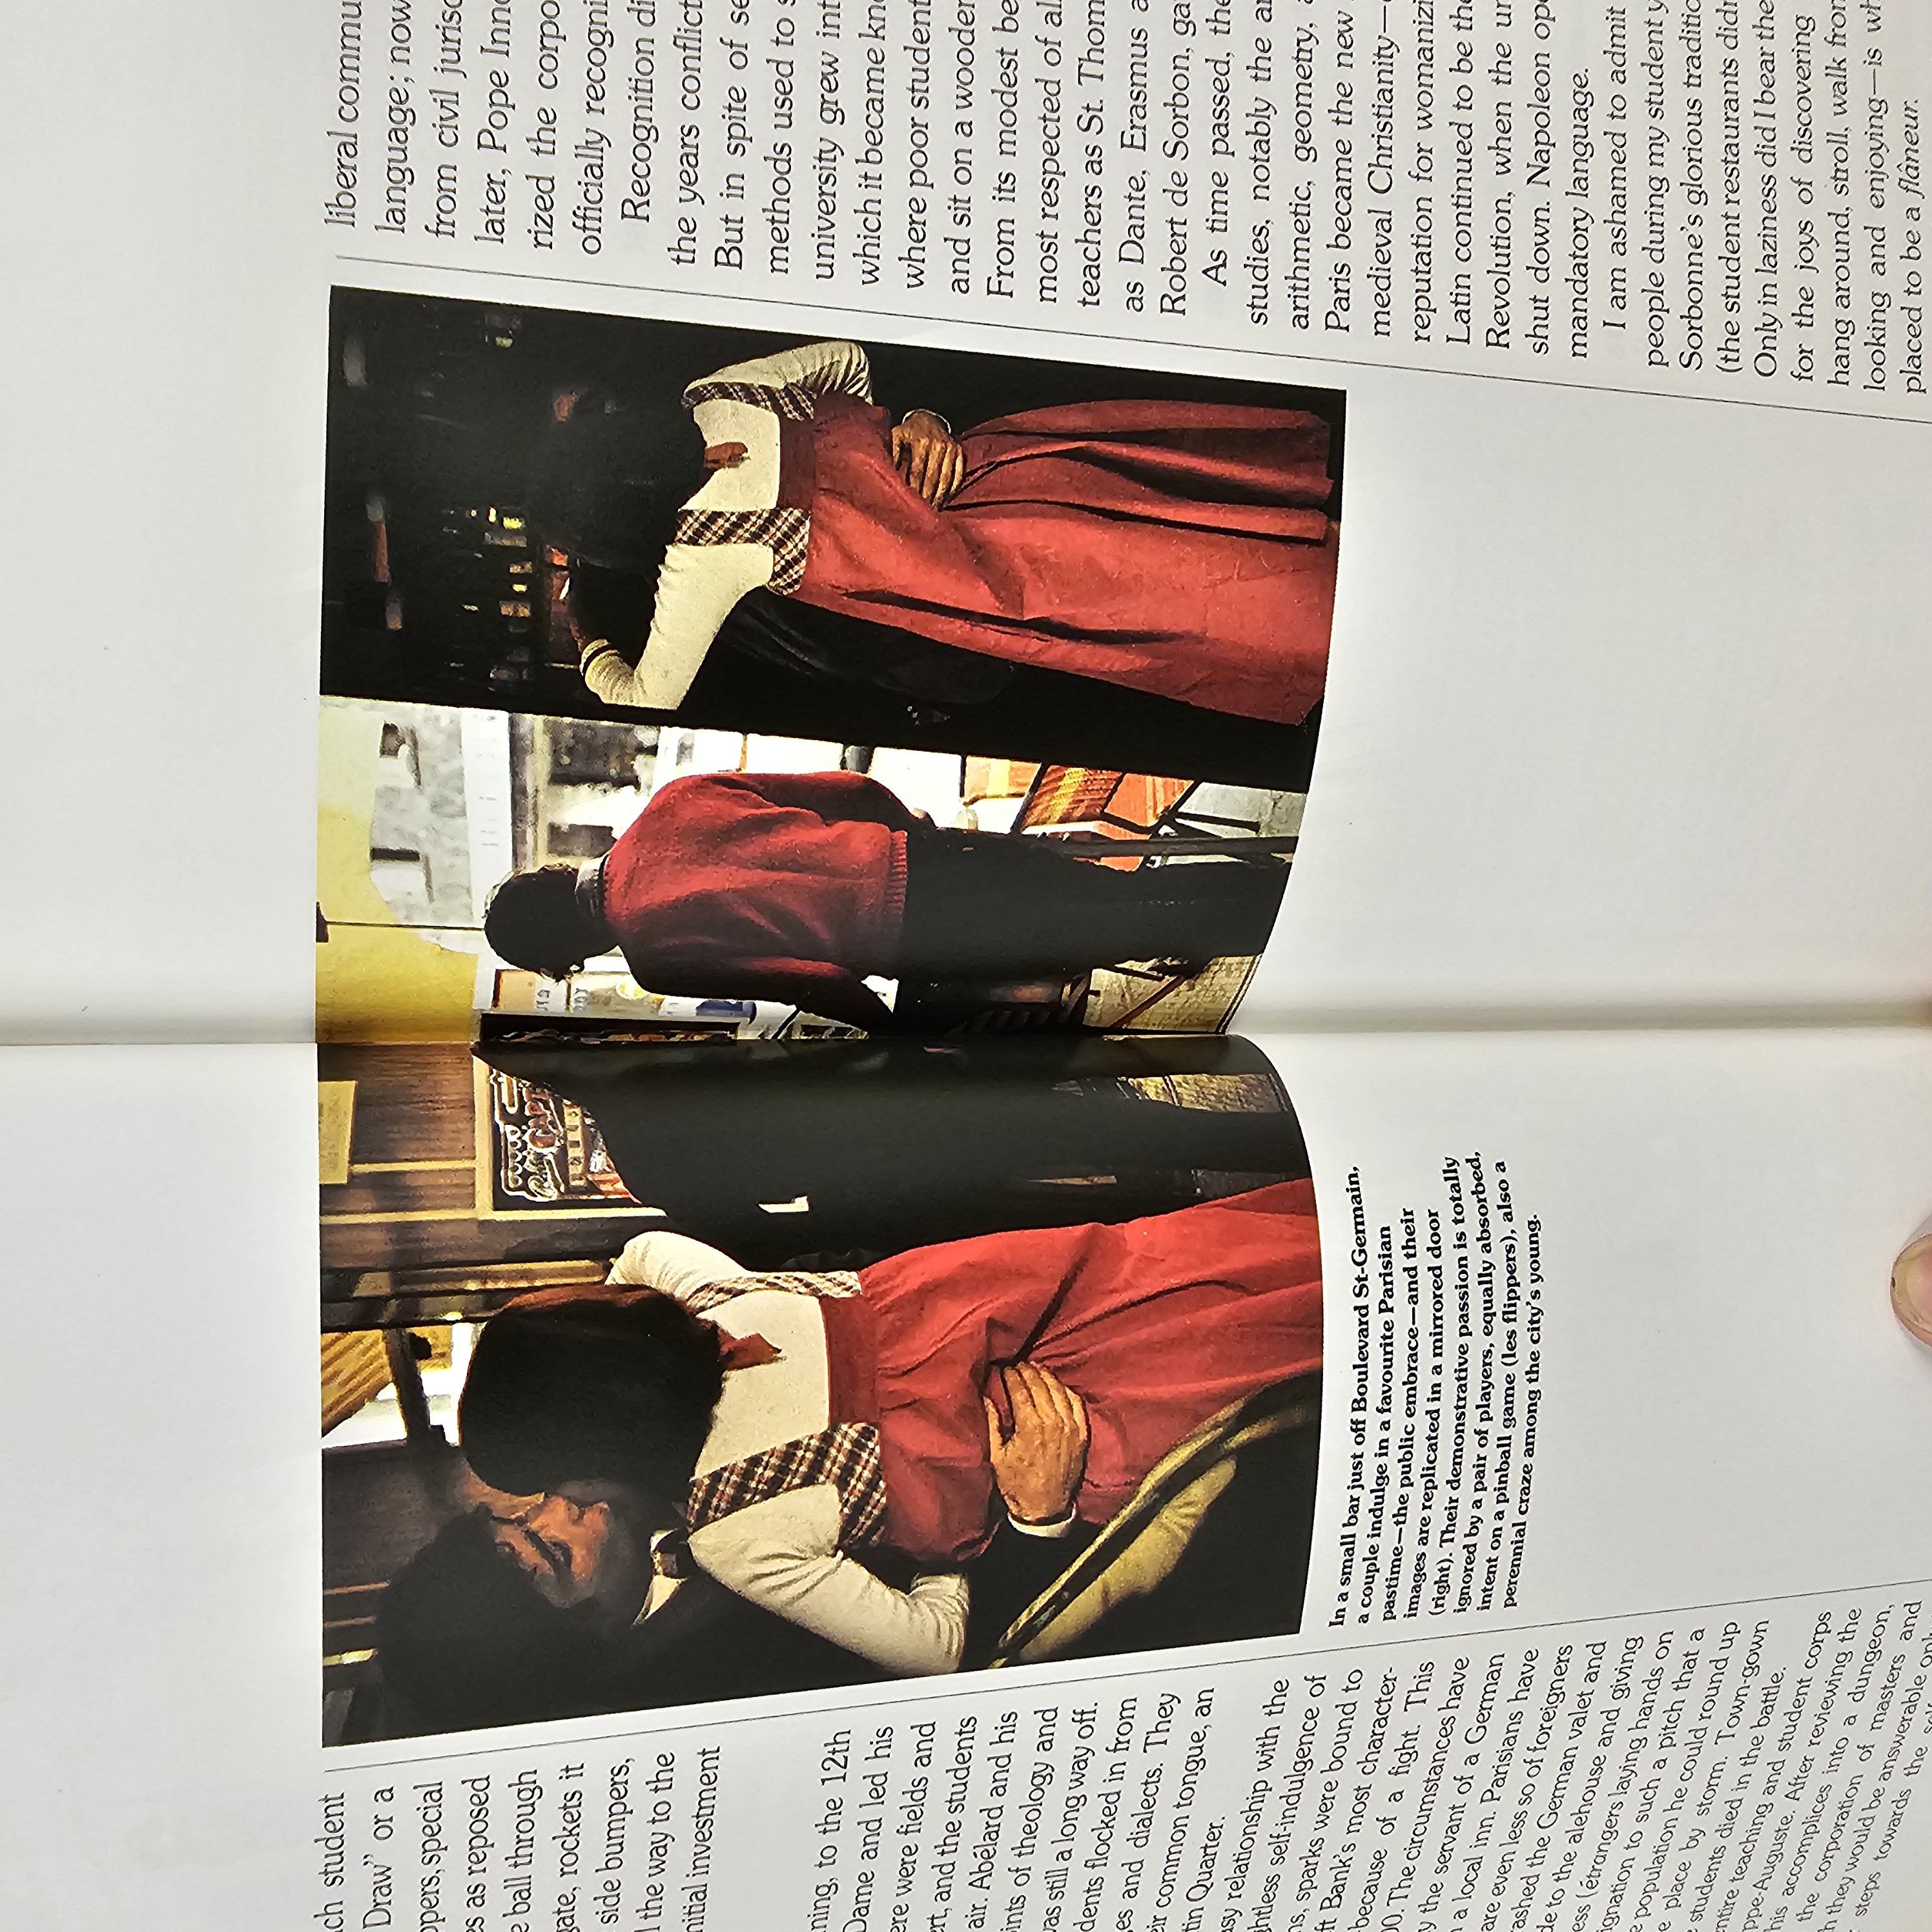 ch student
Draw” or a
ppers, special
es as reposed
e ball through
gate, rockets it
side bumpers,
l the way to the
nitial investment
ning, to the 12th
Dame and led his
ere were fields and
rt, and the students
air. Abélard and his
ints of theology and
was still a long way off.
dents flocked in from
ges and dialects. They
eir common tongue, an
tin Quarter.
asy relationship with the
ghtless self-indulgence of
ns, sparks were bound to
ft Bank’s most character-
because of a fight. This
00. The circumstances have
y the servant of a German
n a local inn. Parisians have
are even less so of foreigners
rashed the German valet and
de to the alehouse and giving
ess (étrangers laying hands on
ignation to such a pitch that a
e population he could round up
e place by storm. Town-gown
e students died in the battle.
entire teaching and student corps
ppe-Auguste. After reviewing the
his accomplices into a dungeon,
the corporation of masters and
h they would be answerable only
steps towards the self
In a small bar just off Boulevard St-Germain,
a couple indulge in a favourite Parisian
pastime—the public embrace—and their
images are replicated in a mirrored door
(right). Their demonstrative passion is totally
ignored by a pair of players, equally absorbed,
intent on a pinball game (les flippers), also a
perennial craze among the city’s young.
liberal commu
language; now
from civil jurisd
later, Pope Inno
rized the corpo
officially recogni
Recognition di
the years conflict
But in spite of se
methods used to s
university grew int
which it became kno
where poor student
and sit on a wooden
From its modest be
most respected of al
teachers as St. Thom
as Dante, Erasmus a
Robert de Sorbon, ga
As time passed, the
studies, notably the ar
arithmetic, geometry, a
Paris became the new
medieval Christianity—
reputation for womanizi
Latin continued to be the
Revolution, when the un
shut down. Napoleon ope
mandatory language.
I am ashamed to admit
people during my student y
Sorbonne’s glorious traditio
(the student restaurants didn
Only in laziness did I bear the
for the joys of discovering
hang around, stroll, walk from
looking and enjoying—is wh
placed to be a flâneur.